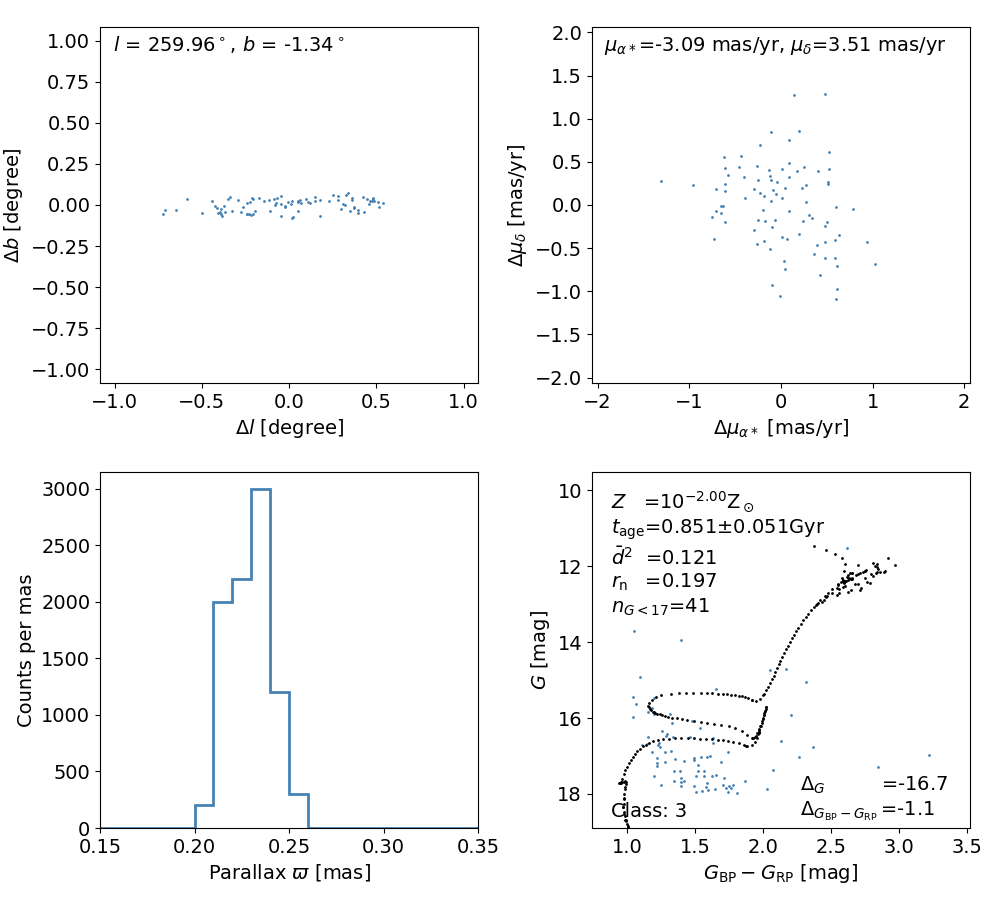 l = 259.96°, b = -1.34°
1.00
0.75
0.50
0.25
0.00
−0.25
−0.50
−0.75
−1.00
Δb [degree]
−1.0 −0.5 0.0 0.5 1.0
Δl [degree]
μα*=-3.09 mas/yr, μδ=3.51 mas/yr
2.0
1.5
1.0
0.5
0.0
−0.5
−1.0
−1.5
−2.0
Δμδ [mas/yr]
−2 −1 0 1 2
Δμα* [mas/yr]
3000
2500
2000
1500
1000
500
0
Counts per mas
0.15 0.20 0.25 0.30 0.35
Parallax ϖ [mas]
Z =10^−2.00 Z⊙
t_age=0.851±0.051Gyr
d̄² =0.121
r_n =0.197
n_G<17=41
10
12
14
16
18
G [mag]
Class: 3
Δ_G =-16.7
Δ_GBP−GRP =-1.1
1.0 1.5 2.0 2.5 3.0 3.5
G_BP − G_RP [mag]